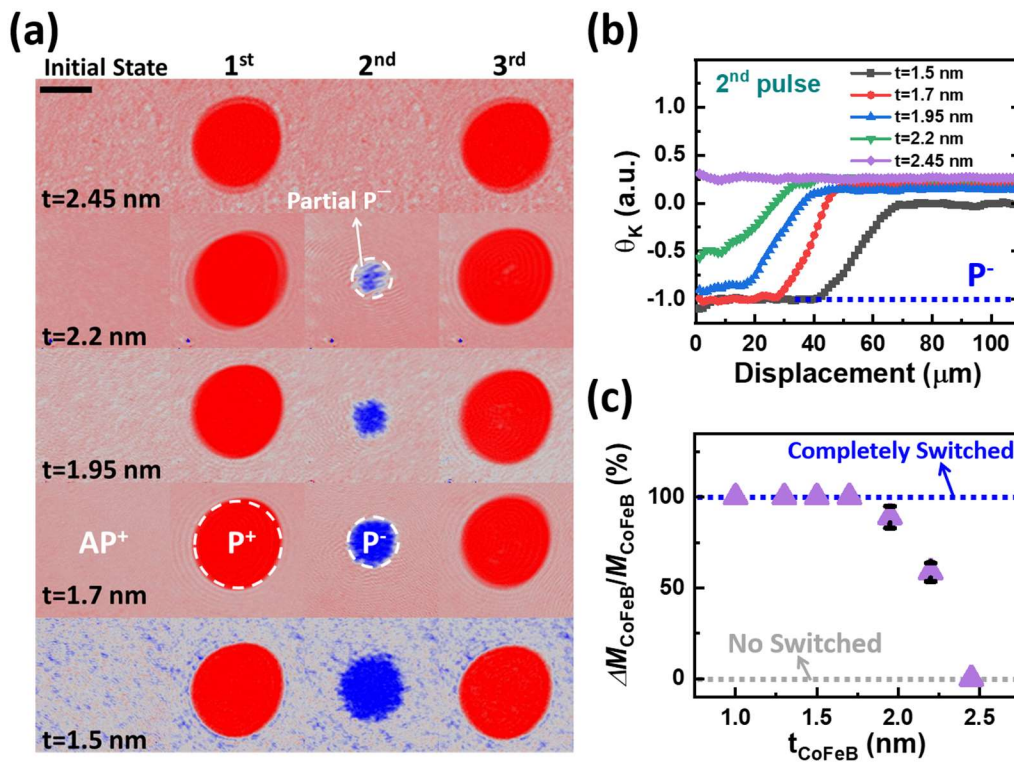 (a)
Initial State 1st 2nd 3rd
t=2.45 nm
Partial P⁻
t=2.2 nm
t=1.95 nm
AP⁺ P⁺ P⁻
t=1.7 nm
t=1.5 nm
(b)
2nd pulse
t=1.5 nm
t=1.7 nm
t=1.95 nm
t=2.2 nm
t=2.45 nm
θK (a.u.)
1.0
0.5
0.0
-0.5
-1.0
P⁻
0 20 40 60 80 100
Displacement (μm)
(c)
ΔMCoFeB/MCoFeB (%)
Completely Switched
100
50
No Switched
0
1.0 1.5 2.0 2.5
tCoFeB (nm)